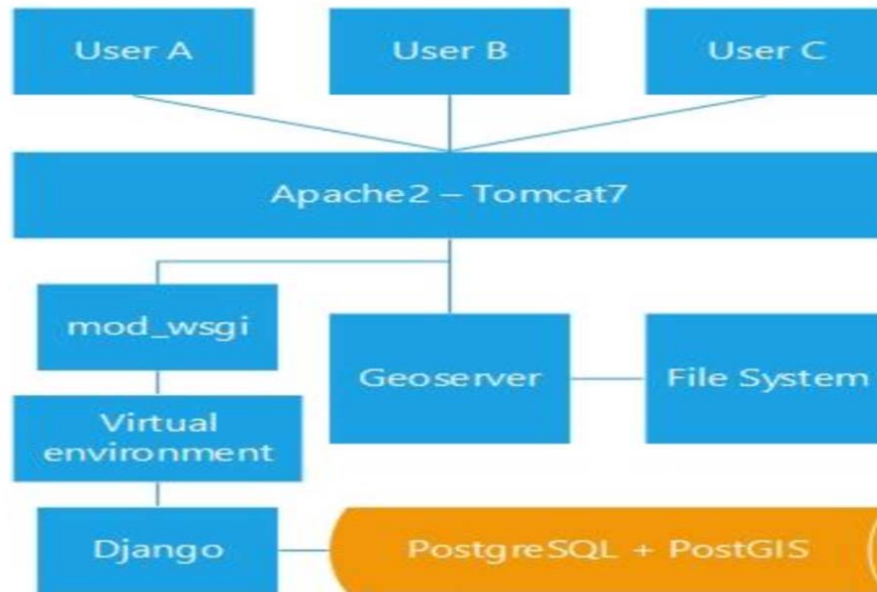 User A
User B
User C
Apache2 – Tomcat7
mod_wsgi
Geoserver
File System
Virtual
environment
Django
PostgreSQL + PostGIS